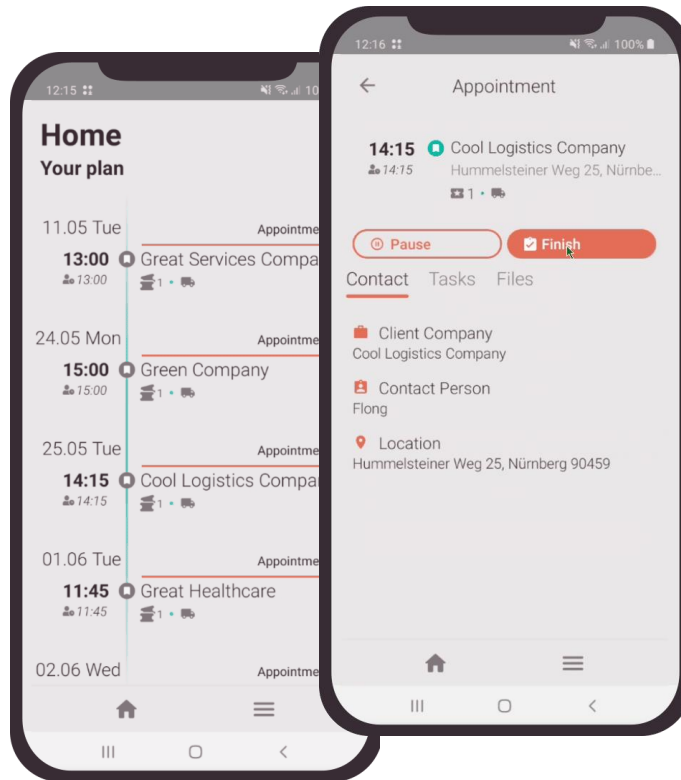 12:15
10
Home
Your plan
11.05 Tue
Appointme
13:00 Great Services Compa
13:00
1
24.05 Mon
Appointme
15:00 Green Company
15:00
1
25.05 Tue
Appointme
14:15 Cool Logistics Compa
14:15
1
01.06 Tue
Appointme
11:45 Great Healthcare
11:45
1
02.06 Wed
Appointme
12:16
100%
Appointment
14:15 Cool Logistics Company
14:15 Hummelsteiner Weg 25, Nürnbe...
1
Pause
Finish
Contact Tasks Files
Client Company
Cool Logistics Company
Contact Person
Flong
Location
Hummelsteiner Weg 25, Nürnberg 90459